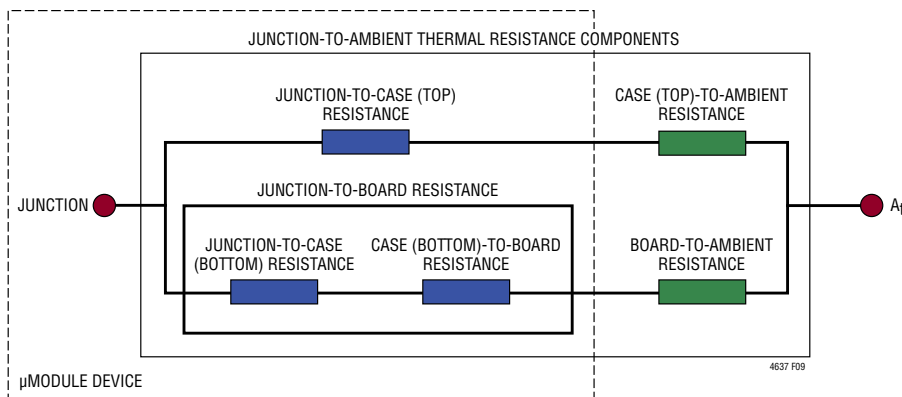 JUNCTION-TO-AMBIENT THERMAL RESISTANCE COMPONENTS
JUNCTION-TO-CASE (TOP)
RESISTANCE
CASE (TOP)-TO-AMBIENT
RESISTANCE
JUNCTION
JUNCTION-TO-BOARD RESISTANCE
JUNCTION-TO-CASE
(BOTTOM) RESISTANCE
CASE (BOTTOM)-TO-BOARD
RESISTANCE
BOARD-TO-AMBIENT
RESISTANCE
At
4637 F09
µMODULE DEVICE